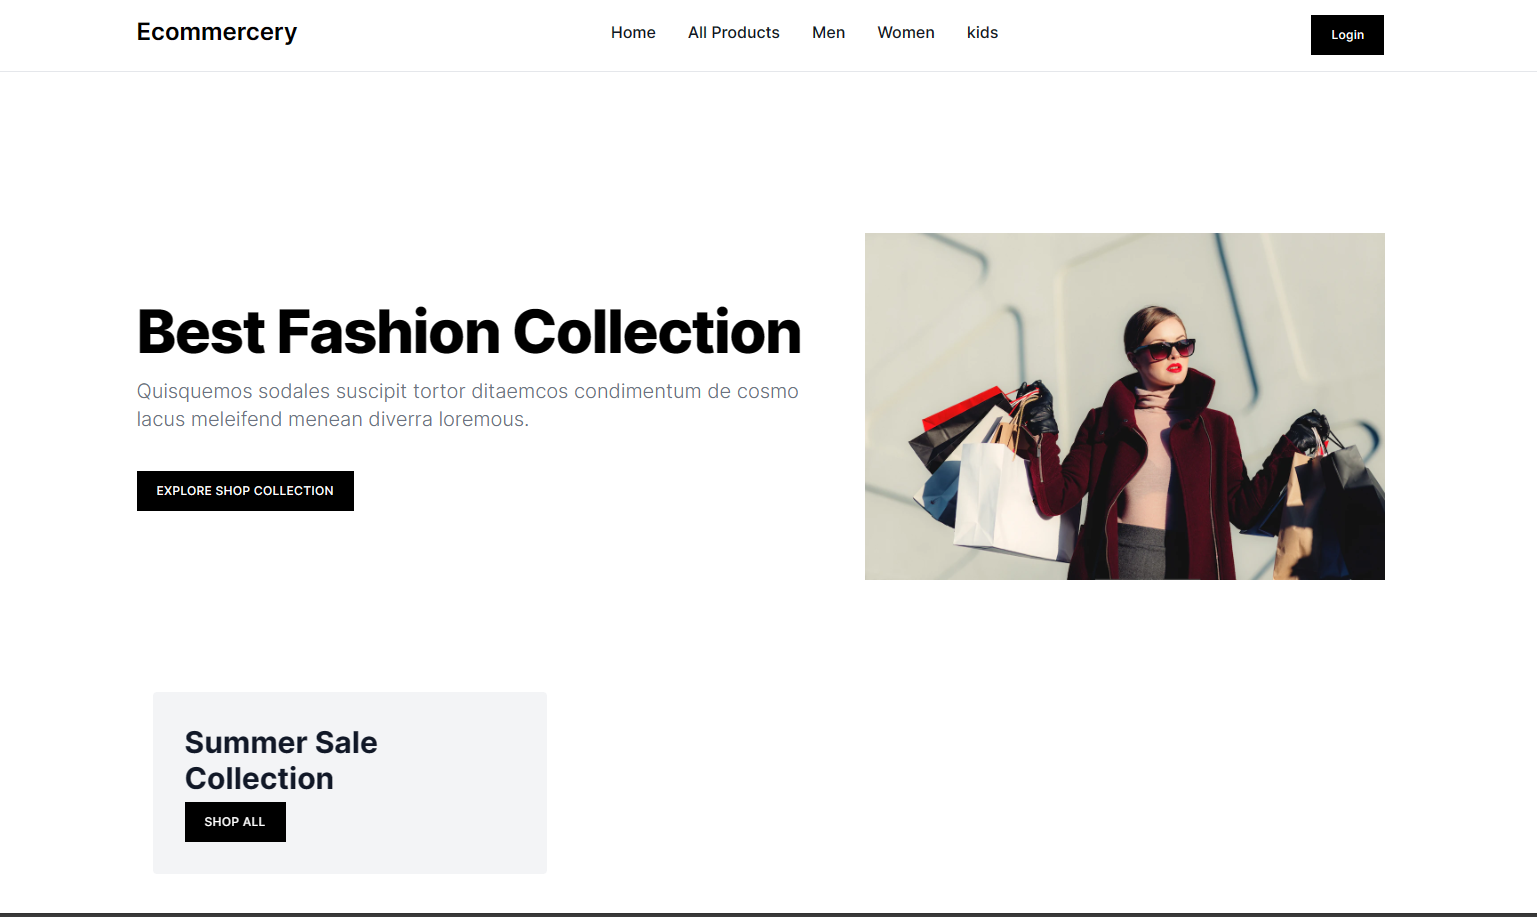 Ecommercery
Home
All Products
Men
Women
kids
Login
Best Fashion Collection
Quisquemos sodales suscipit tortor ditaemcos condimentum de cosmo
lacus meleifend menean diverra loremous.
EXPLORE SHOP COLLECTION
Summer Sale
Collection
SHOP ALL